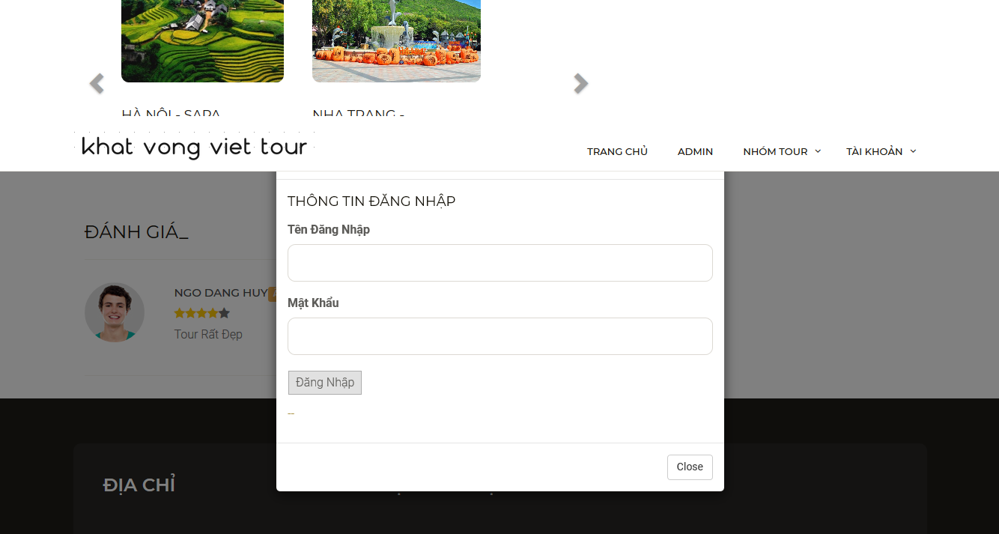 HÀ NỘI - SAPA
NHA TRANG -
khat vong viet tour
TRANG CHỦ
ADMIN
NHÓM TOUR
TÀI KHOẢN
THÔNG TIN ĐĂNG NHẬP
Tên Đăng Nhập
Mật Khẩu
Đăng Nhập
--
Close
ĐÁNH GIÁ_
NGO DANG HUY
Tour Rất Đẹp
ĐỊA CHỈ